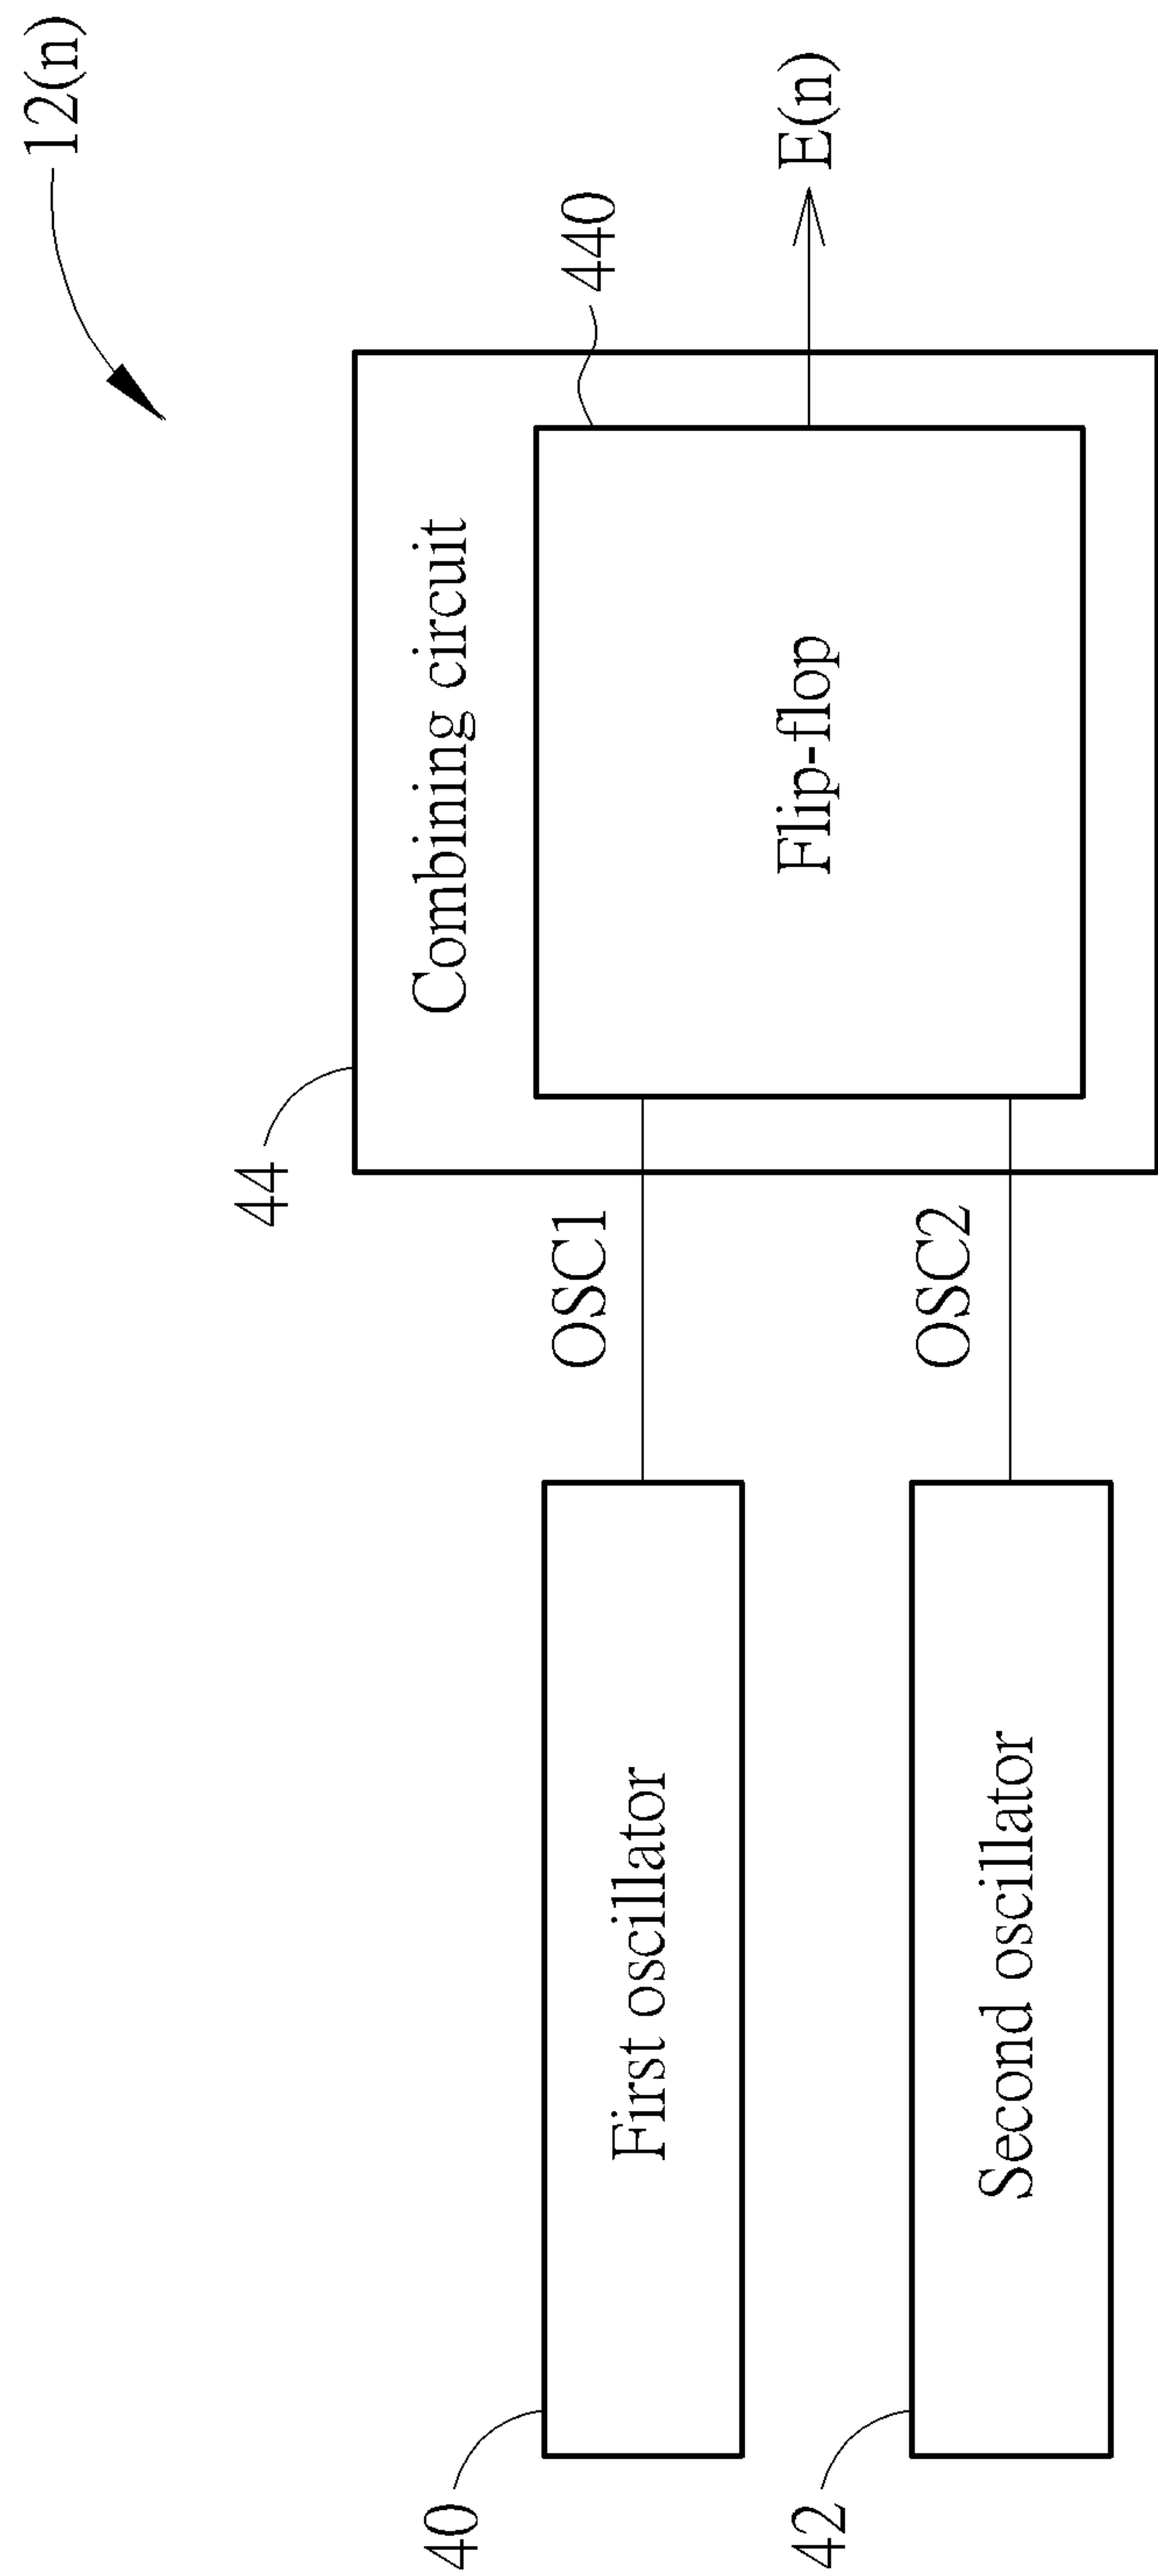 12(n)
44
Combining circuit
440
40
First oscillator
OSC1
Flip-flop
E(n)
42
Second oscillator
OSC2